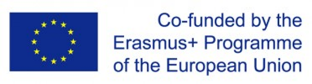 Co-funded by the
Erasmus+ Programme
of the European Union